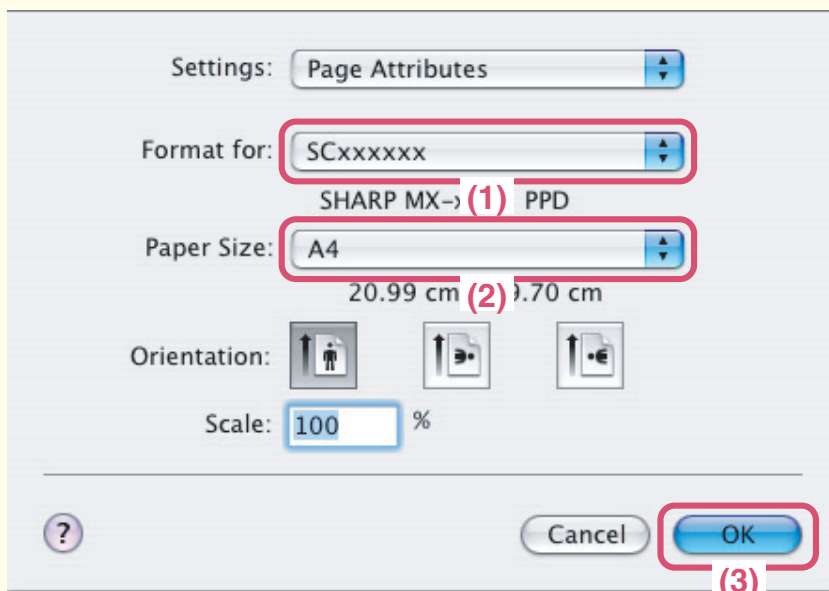 Settings: Page Attributes
Format for: SCxxxxxx
SHARP MX- (1) PPD
Paper Size: A4
20.99 cm (2) 9.70 cm
Orientation:
Scale: 100 %
? Cancel OK
(3)